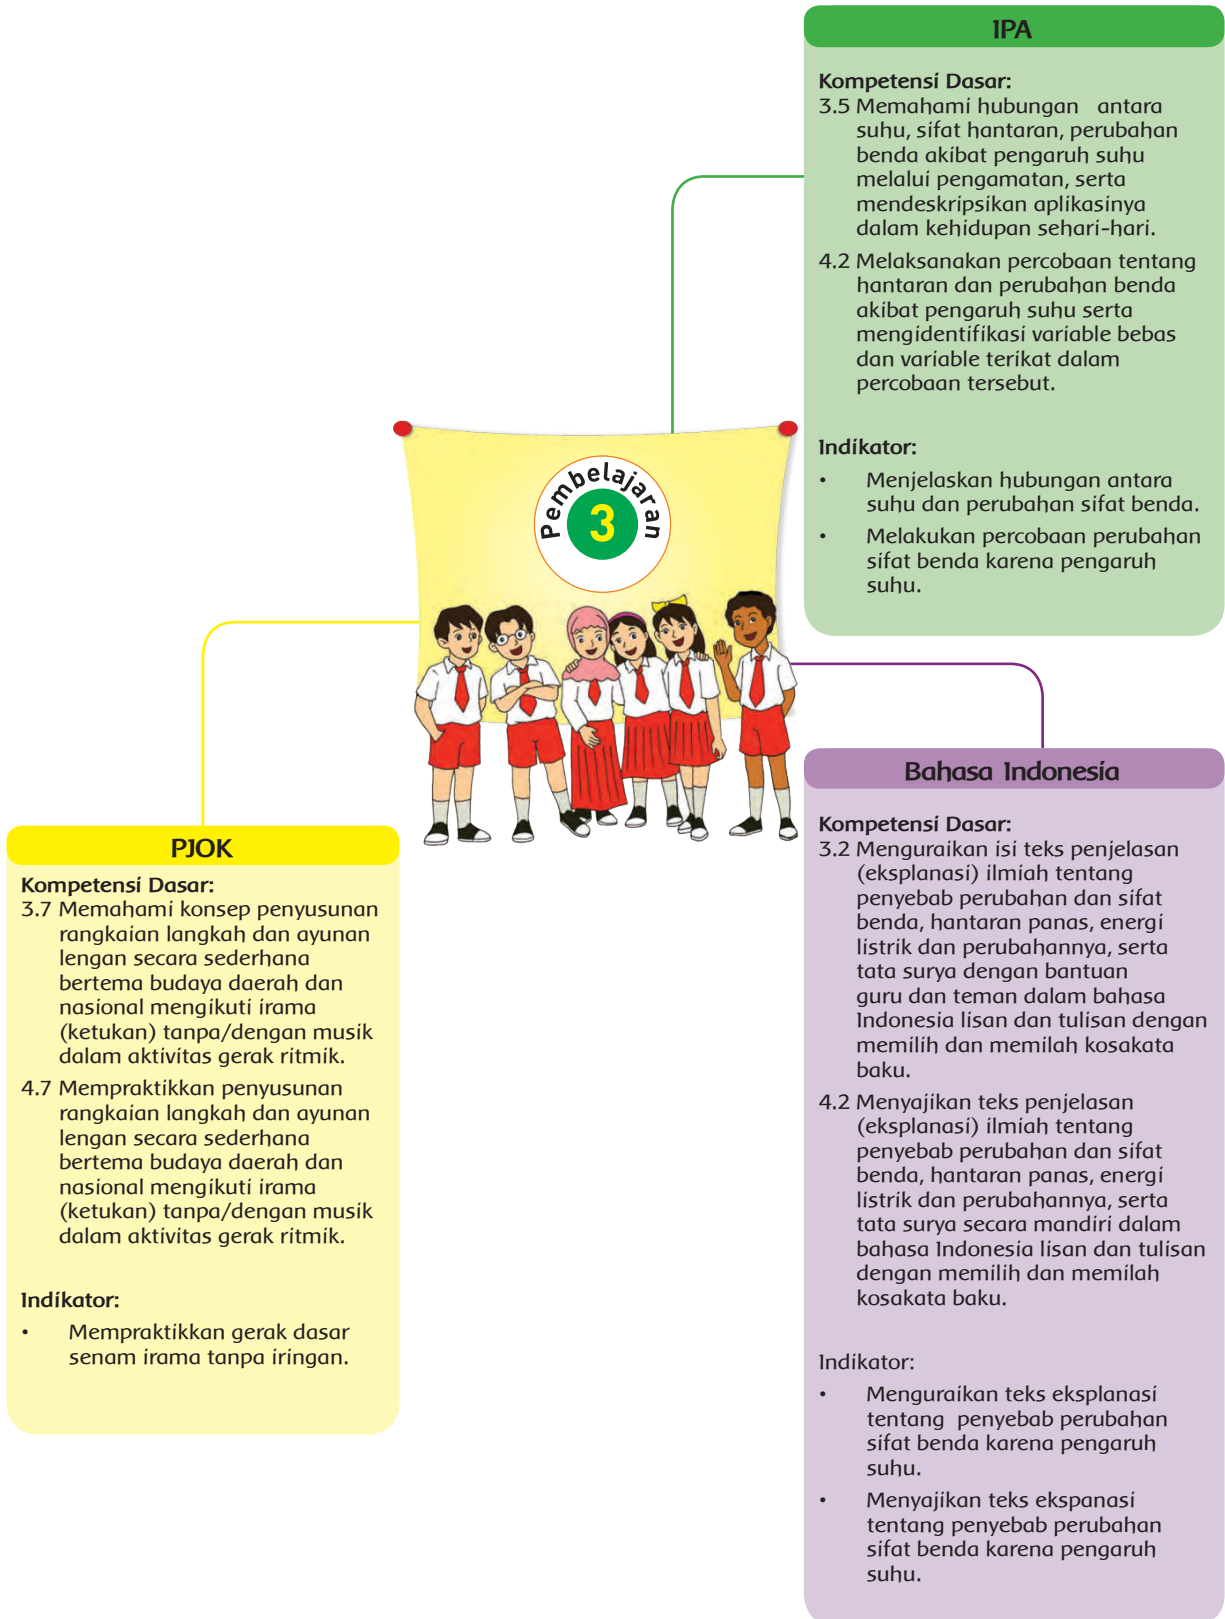 IPA
Kompetensi Dasar:
3.5 Memahami hubungan antara
suhu, sifat hantaran, perubahan
benda akibat pengaruh suhu
melalui pengamatan, serta
mendeskripsikan aplikasinya
dalam kehidupan sehari-hari.
4.2 Melaksanakan percobaan tentang
hantaran dan perubahan benda
akibat pengaruh suhu serta
mengidentifikasi variable bebas
dan variable terikat dalam
percobaan tersebut.
Indikator:
• Menjelaskan hubungan antara
suhu dan perubahan sifat benda.
• Melakukan percobaan perubahan
sifat benda karena pengaruh
suhu.
Pembelajaran
3
Bahasa Indonesia
Kompetensi Dasar:
3.2 Menguraikan isi teks penjelasan
(eksplanasi) ilmiah tentang
penyebab perubahan dan sifat
benda, hantaran panas, energi
listrik dan perubahannya, serta
tata surya dengan bantuan
guru dan teman dalam bahasa
Indonesia lisan dan tulisan dengan
memilih dan memilah kosakata
baku.
4.2 Menyajikan teks penjelasan
(eksplanasi) ilmiah tentang
penyebab perubahan dan sifat
benda, hantaran panas, energi
listrik dan perubahannya, serta
tata surya secara mandiri dalam
bahasa Indonesia lisan dan tulisan
dengan memilih dan memilah
kosakata baku.
Indikator:
• Menguraikan teks eksplanasi
tentang penyebab perubahan
sifat benda karena pengaruh
suhu.
• Menyajikan teks ekspanasi
tentang penyebab perubahan
sifat benda karena pengaruh
suhu.
PJOK
Kompetensi Dasar:
3.7 Memahami konsep penyusunan
rangkaian langkah dan ayunan
lengan secara sederhana
bertema budaya daerah dan
nasional mengikuti irama
(ketukan) tanpa/dengan musik
dalam aktivitas gerak ritmik.
4.7 Mempraktikkan penyusunan
rangkaian langkah dan ayunan
lengan secara sederhana
bertema budaya daerah dan
nasional mengikuti irama
(ketukan) tanpa/dengan musik
dalam aktivitas gerak ritmik.
Indikator:
• Mempraktikkan gerak dasar
senam irama tanpa iringan.